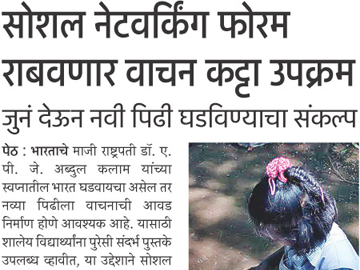 सोशल नेटवर्किंग फोरम
राबवणार वाचन कट्टा उपक्रम
जुनं देऊन नवी पिढी घडविण्याचा संकल्प
पेठ : भारताचे माजी राष्ट्रपती डॉ. ए.
पी. जे. अब्दुल कलाम यांच्या
स्वप्नातील भारत घडवायचा असेल तर
नव्या पिढीला वाचनाची आवड
निर्माण होणे आवश्यक आहे. यासाठी
शालेय विद्यार्थ्यांना पुरेसी संदर्भ पुस्तके
उपलब्ध व्हावीत, या उद्देशाने सोशल